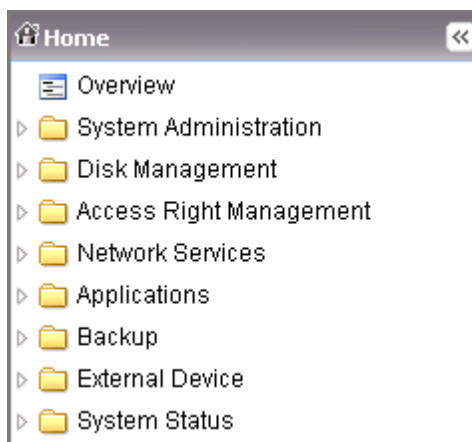 Home
Overview
System Administration
Disk Management
Access Right Management
Network Services
Applications
Backup
External Device
System Status